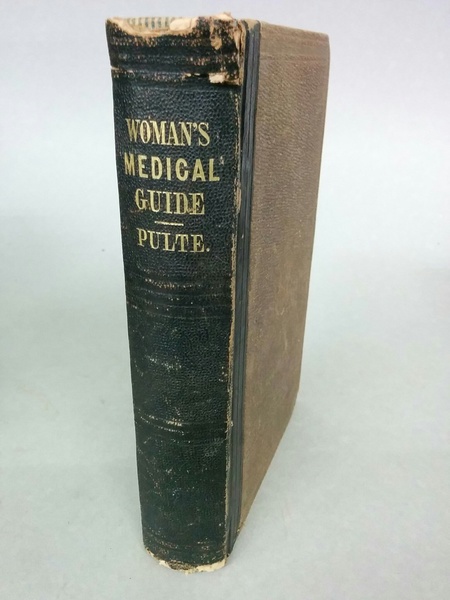 WOMAN'S
MEDICAL
GUIDE
PULTE.